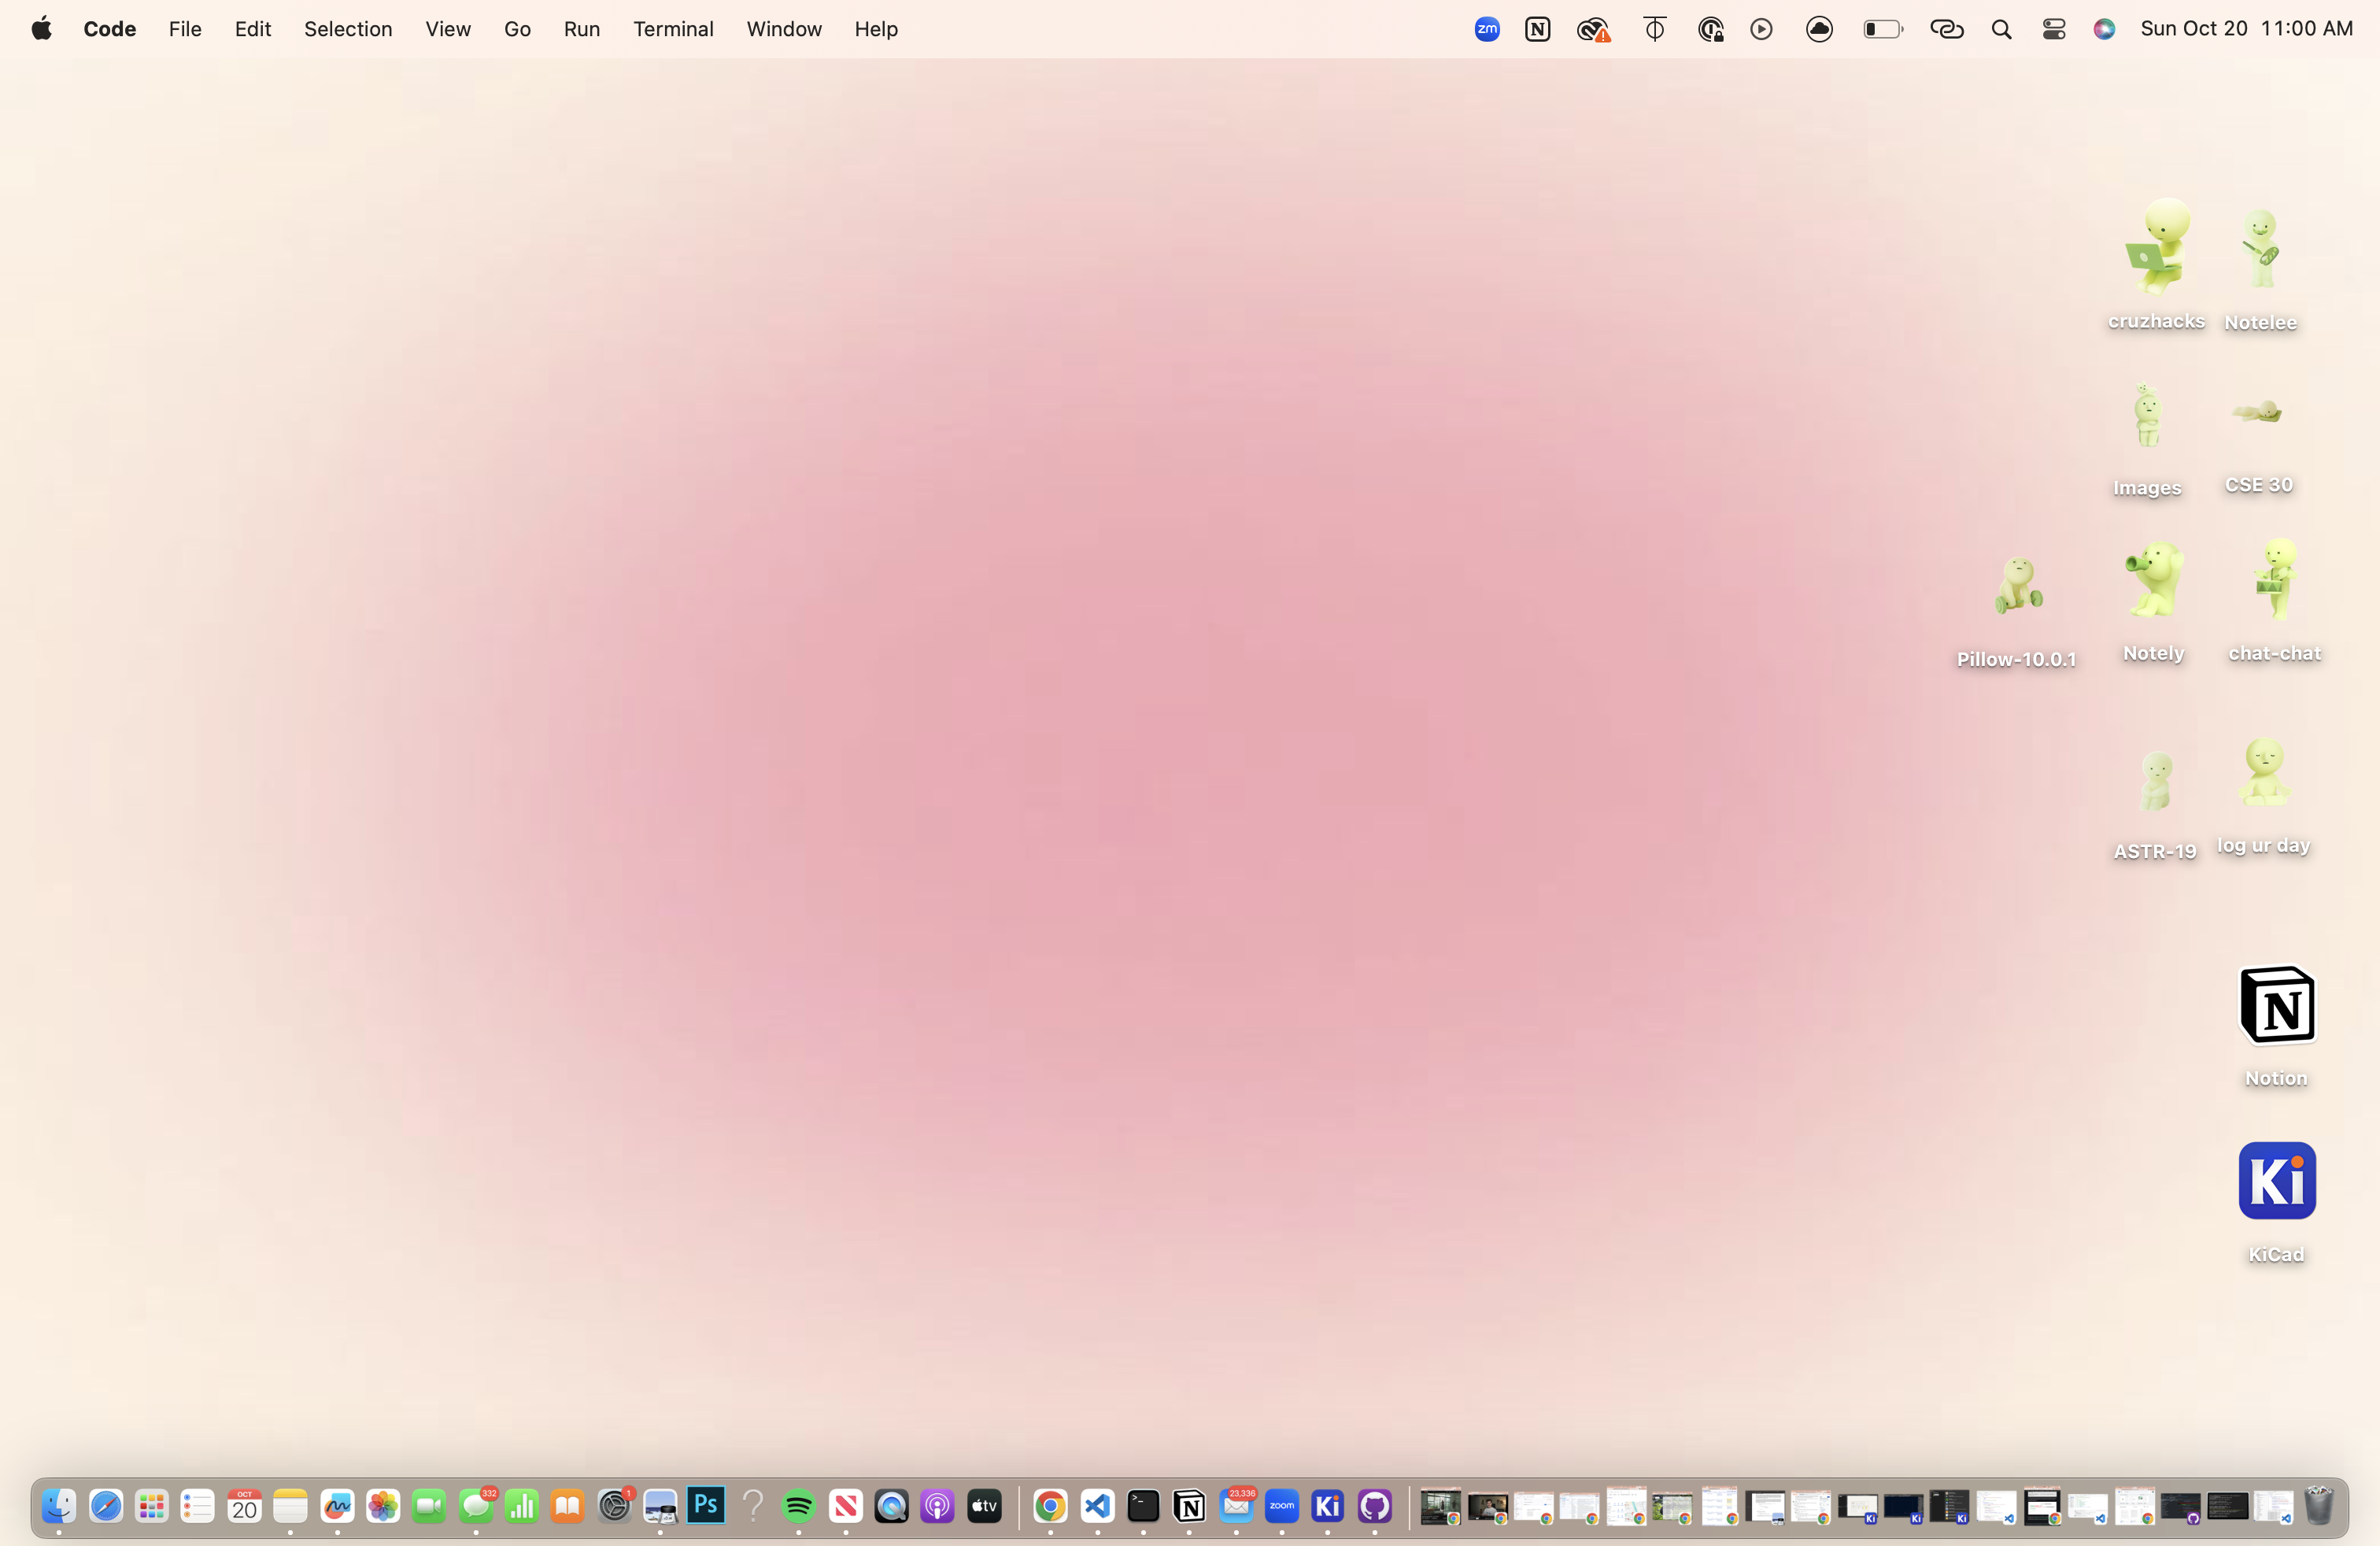 Code File Edit Selection View Go Run Terminal Window Help zm N Sun Oct 20 11:00 AM
cruzhacks Notelee
Images CSE 30
Pillow-10.0.1 Notely chat-chat
ASTR-19 log ur day
N
Notion
Ki
KiCad
OCT 20 332 1 Ps ? tv >_ N 23,336 zoom Ki